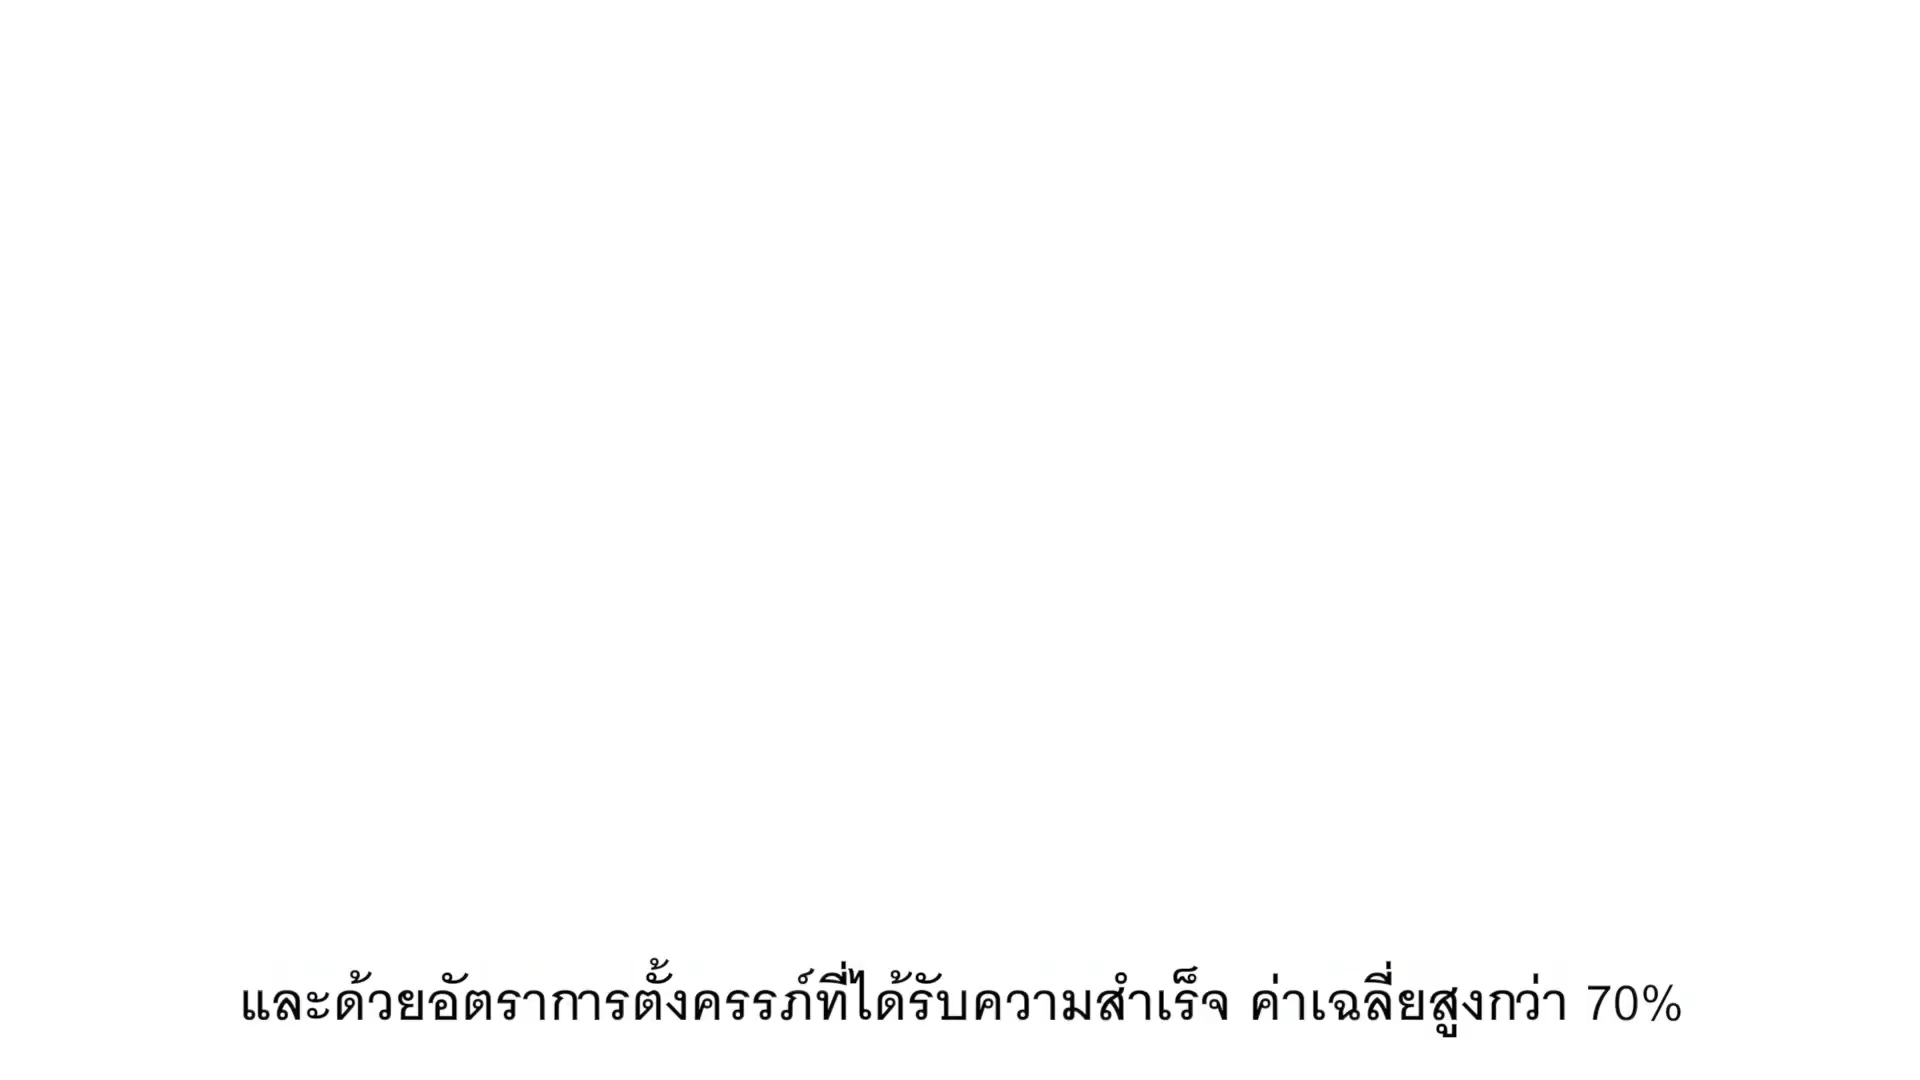 และด้วยอัตราการตั้งครรภ์ที่ได้รับความสำเร็จ ค่าเฉลี่ยสูงกว่า 70%